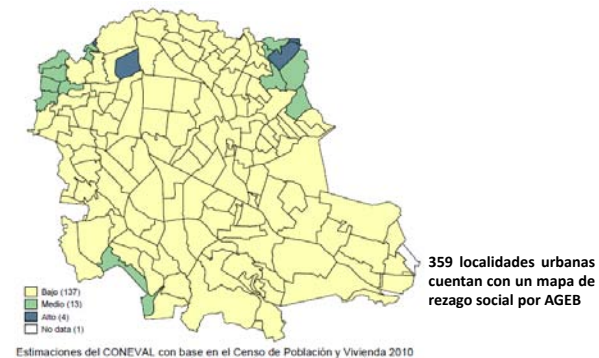 359 localidades urbanas
cuentan con un mapa de
rezago social por AGEB
Bajo (137)
Medio (13)
Alto (4)
No data (1)
Estimaciones del CONEVAL con base en el Censo de Población y Vivienda 2010